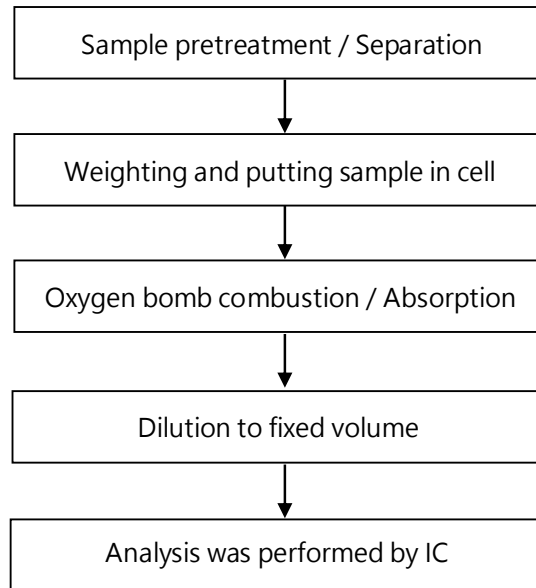 Sample pretreatment / Separation
Weighting and putting sample in cell
Oxygen bomb combustion / Absorption
Dilution to fixed volume
Analysis was performed by IC